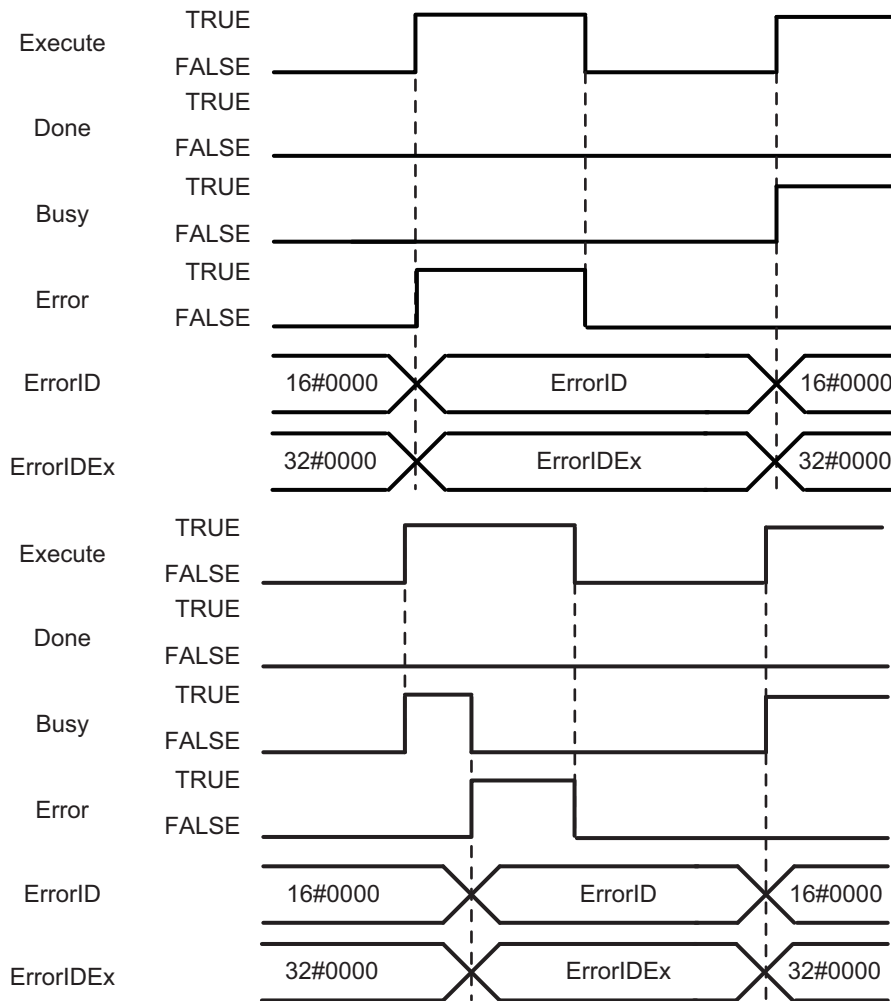 TRUE
Execute
FALSE
TRUE
Done
FALSE
TRUE
Busy
FALSE
TRUE
Error
FALSE
ErrorID 16#0000 ErrorID 16#0000
ErrorIDEx 32#0000 ErrorIDEx 32#0000
TRUE
Execute
FALSE
TRUE
Done
FALSE
TRUE
Busy
FALSE
TRUE
Error
FALSE
ErrorID 16#0000 ErrorID 16#0000
ErrorIDEx 32#0000 ErrorIDEx 32#0000